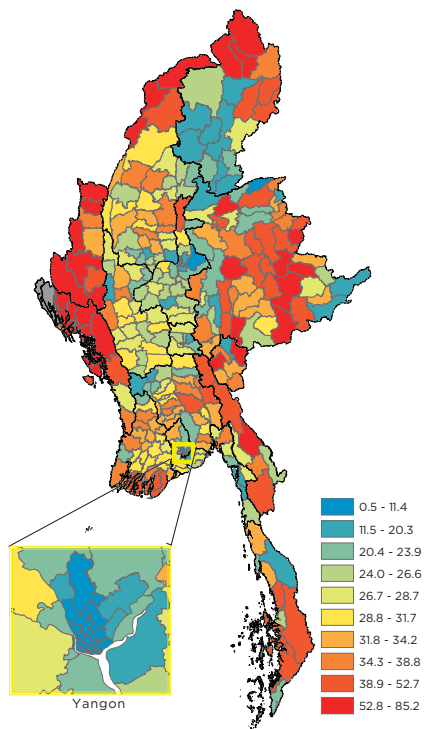 0.5 - 11.4
11.5 - 20.3
20.4 - 23.9
24.0 - 26.6
26.7 - 28.7
28.8 - 31.7
31.8 - 34.2
34.3 - 38.8
38.9 - 52.7
52.8 - 85.2
Yangon